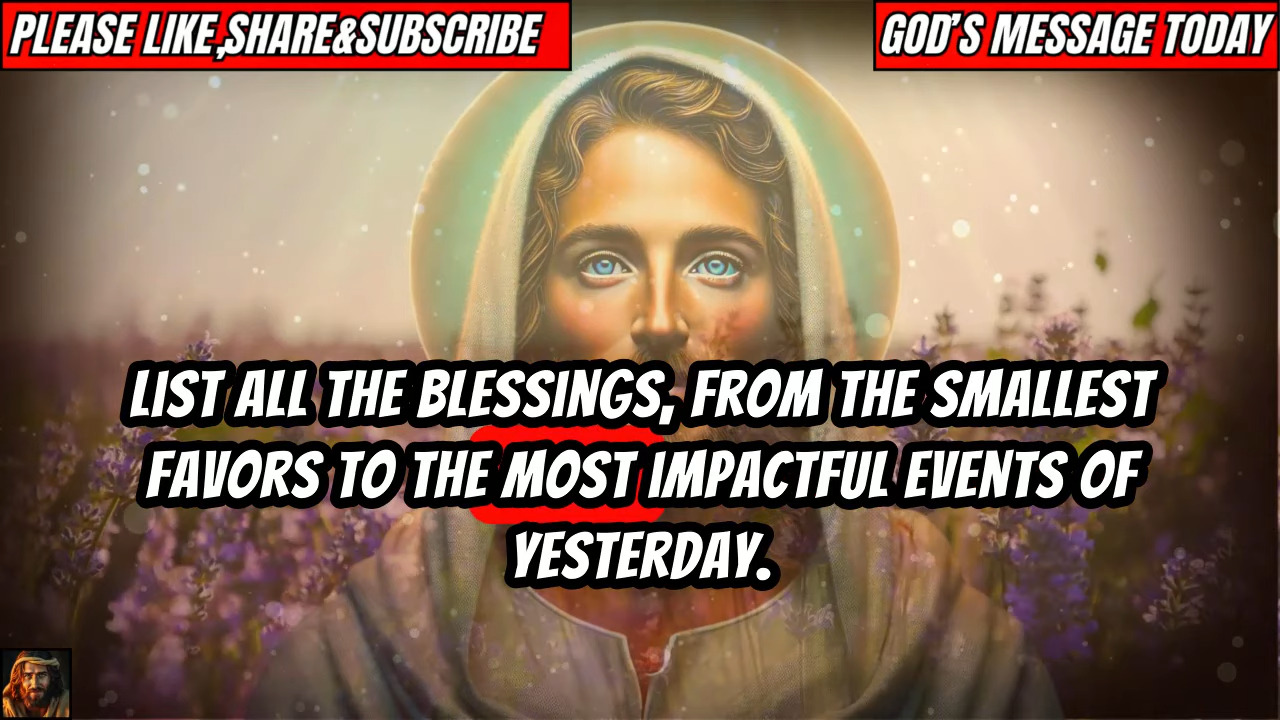 PLEASE LIKE,SHARE&SUBSCRIBE
GOD'S MESSAGE TODAY
LIST ALL THE BLESSINGS, FROM THE SMALLEST
FAVORS TO THE MOST IMPACTFUL EVENTS OF
YESTERDAY.